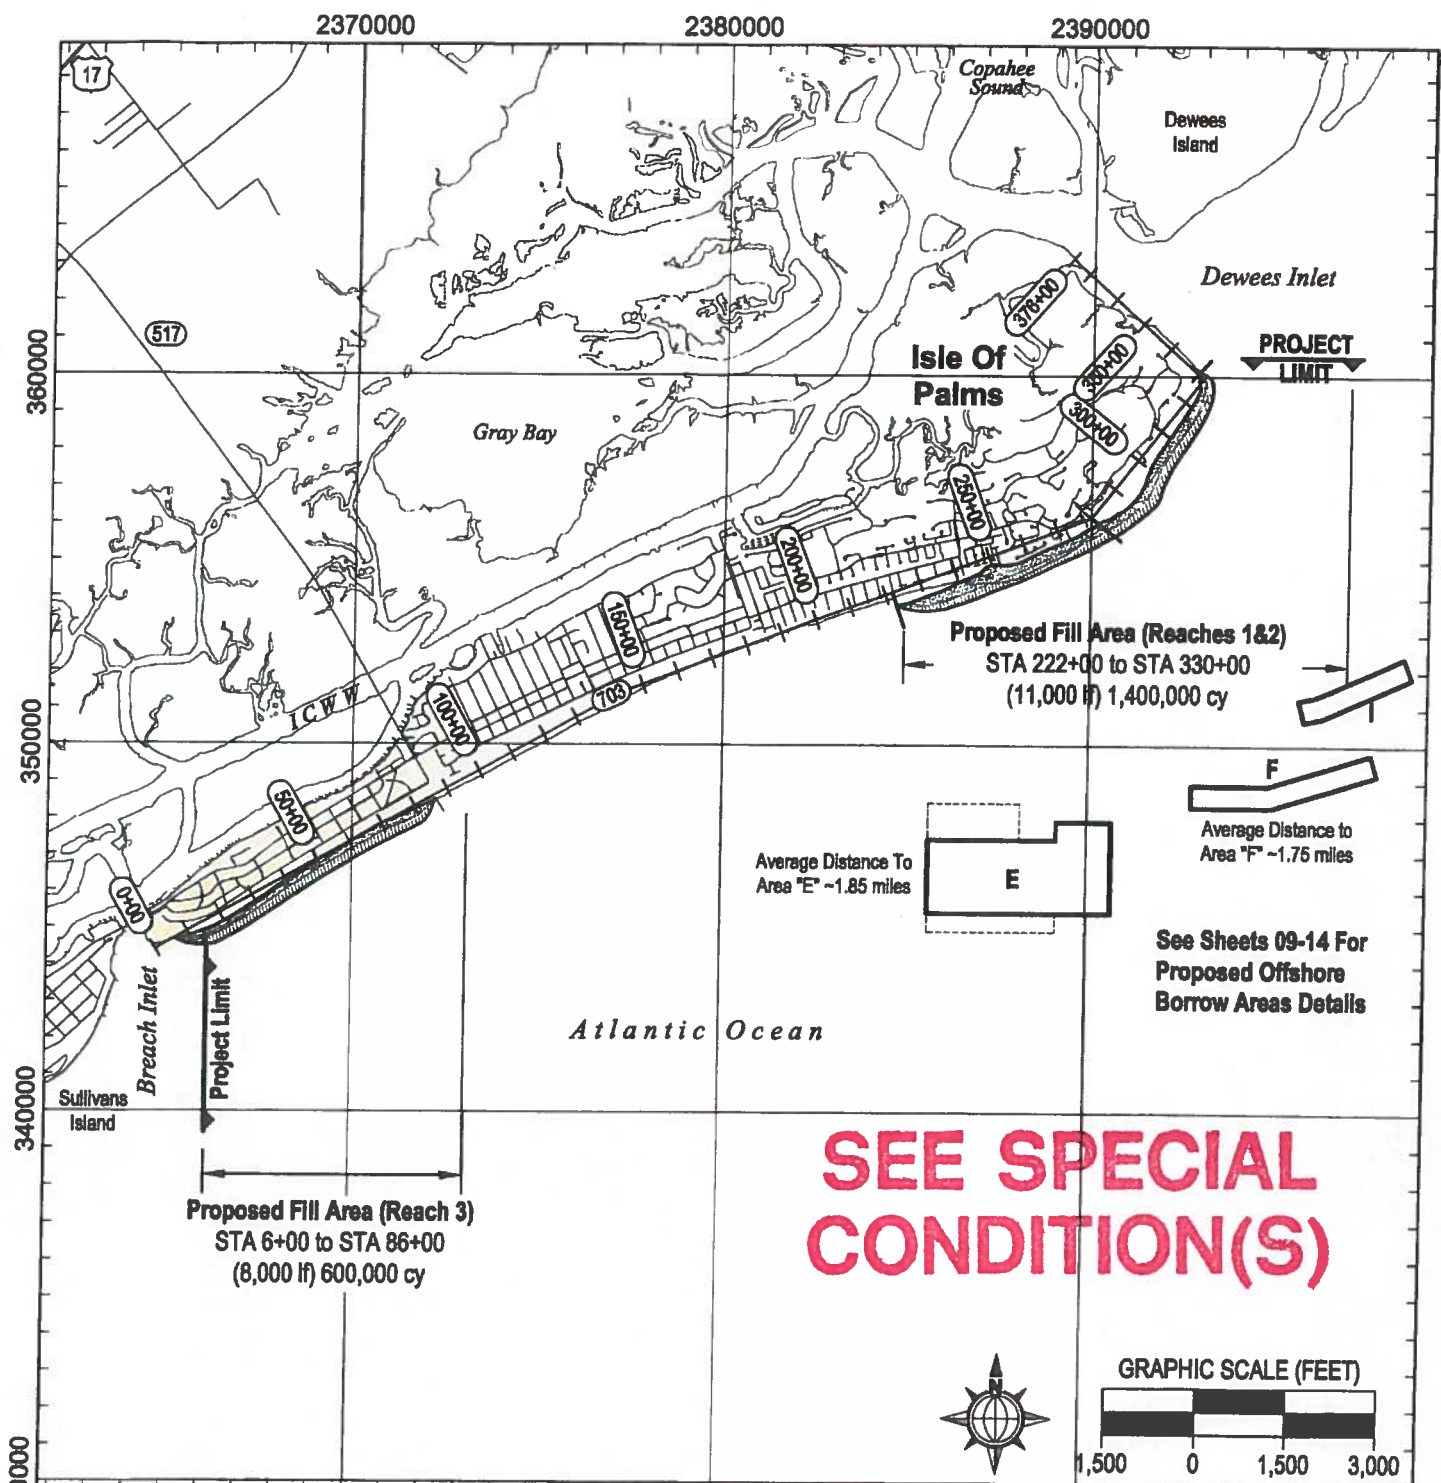 2370000
2380000
2390000
17
Copahee
Sound
Dewees
Island
Dewees Inlet
517
360000
376+00
PROJECT
LIMIT
Isle Of
Palms
360+00
300+00
Gray Bay
250+00
200+00
150+00
Proposed Fill Area (Reaches 1&2)
STA 222+00 to STA 330+00
(11,000 lf) 1,400,000 cy
703
ICWW
100+00
350000
F
50+00
Average Distance to
Area "F" ~1.75 miles
Average Distance To
Area "E" ~1.85 miles
E
0+00
See Sheets 09-14 For
Proposed Offshore
Borrow Areas Details
Breach Inlet
Project Limit
Atlantic Ocean
340000
Sullivans
Island
SEE SPECIAL
CONDITION(S)
Proposed Fill Area (Reach 3)
STA 6+00 to STA 86+00
(8,000 lf) 600,000 cy
N
GRAPHIC SCALE (FEET)
1,500
0
1,500
3,000